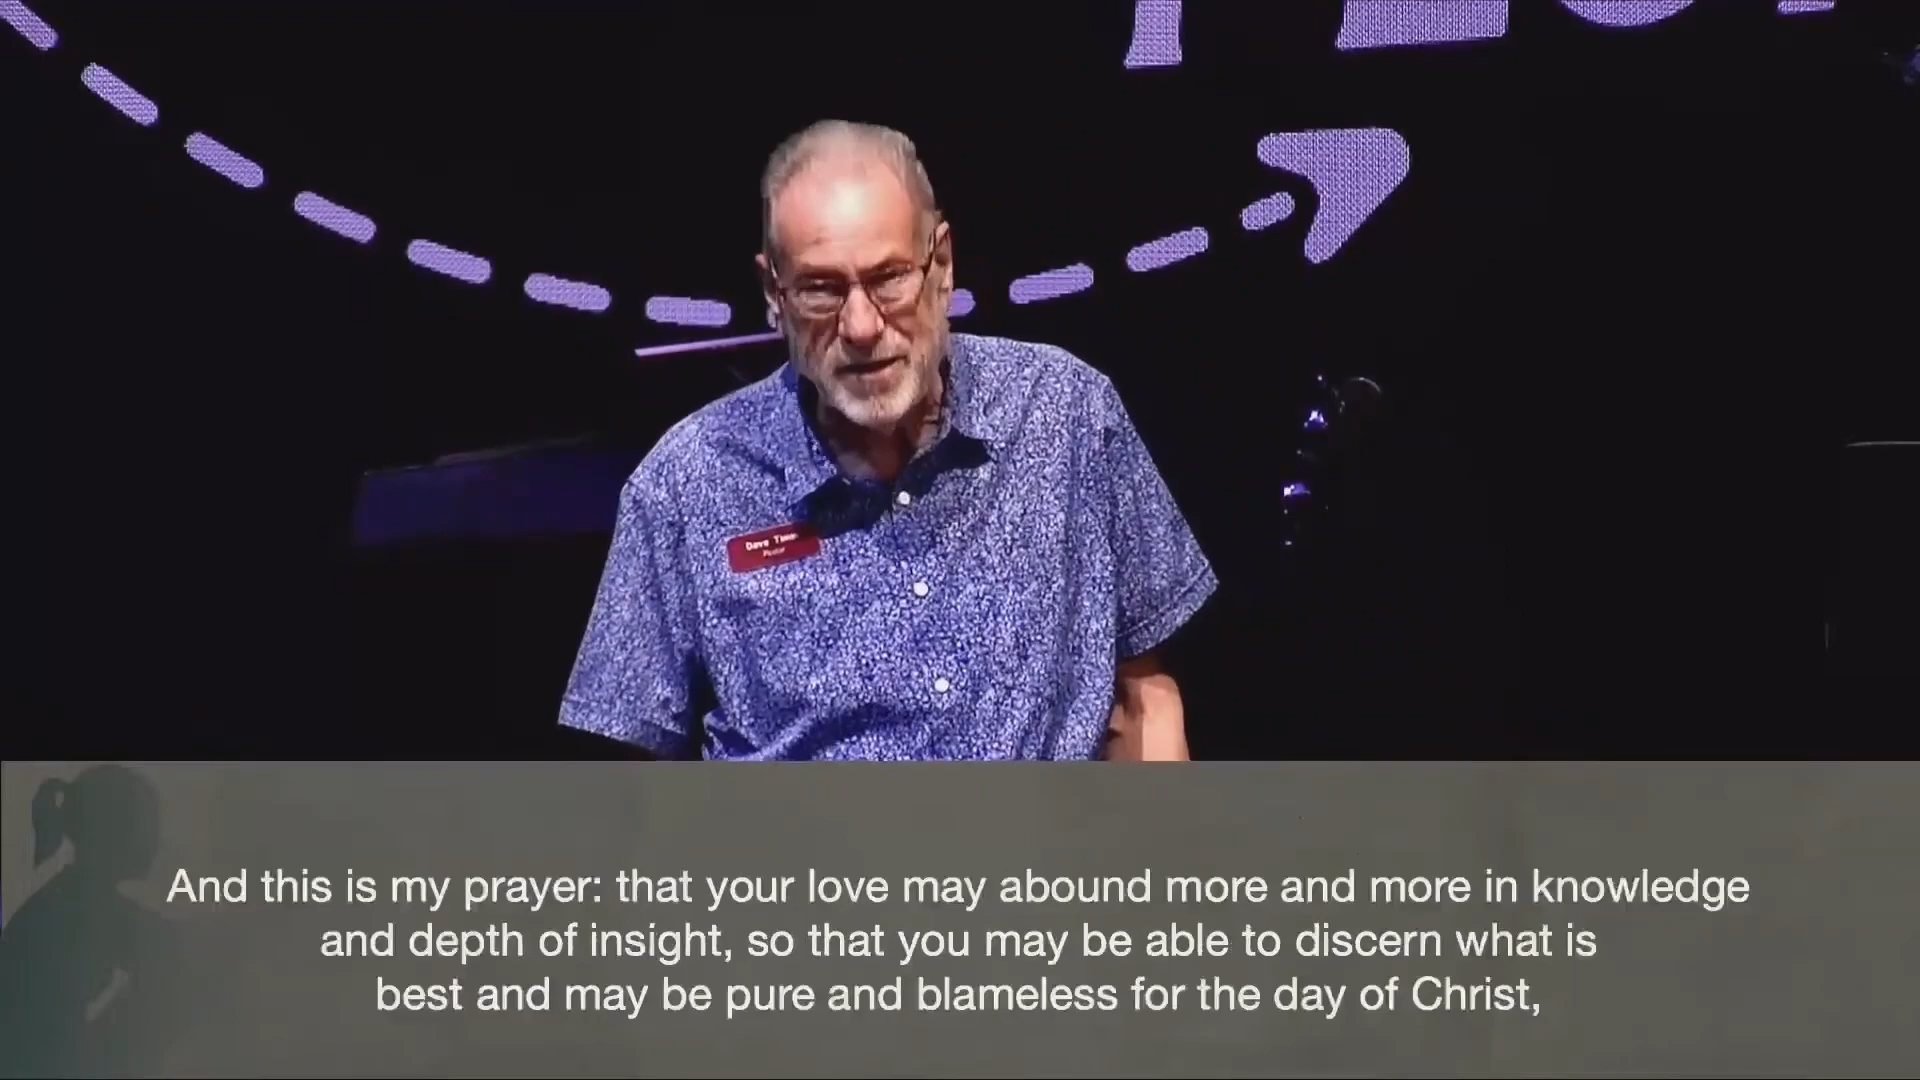 Dave
Pastor
And this is my prayer: that your love may abound more and more in knowledge
and depth of insight, so that you may be able to discern what is
best and may be pure and blameless for the day of Christ,